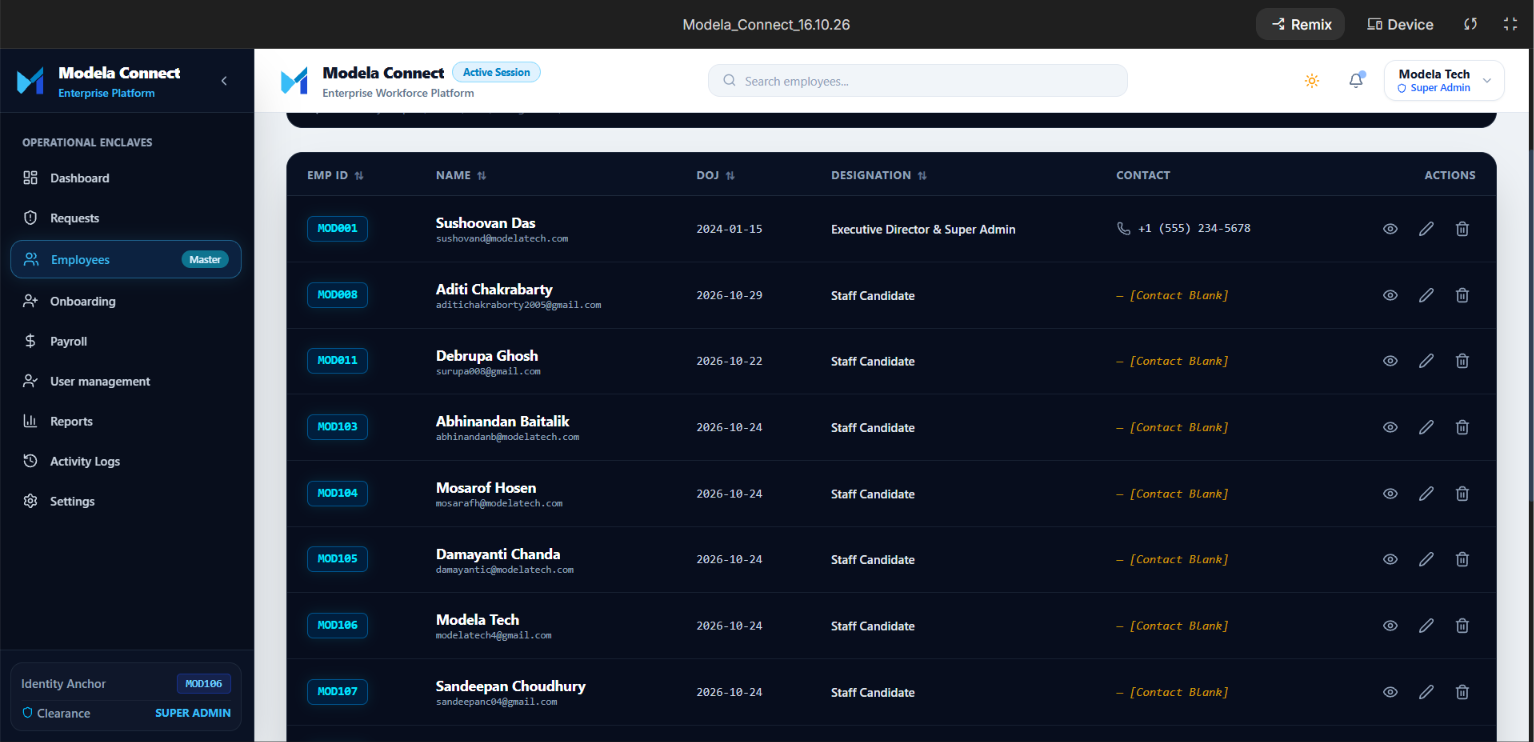 Modela_Connect_16.10.26
Remix
Device
Modela Connect
Enterprise Platform
Modela Connect Active Session
Enterprise Workforce Platform
Search employees...
Modela Tech
Super Admin
OPERATIONAL ENCLAVES
Dashboard
Requests
Employees Master
Onboarding
Payroll
User management
Reports
Activity Logs
Settings
Identity Anchor MOD106
Clearance SUPER ADMIN
EMP ID NAME DOJ DESIGNATION CONTACT ACTIONS
MOD001 Sushoovan Das 2024-01-15 Executive Director & Super Admin +1 (555) 234-5678
sushovand@modelatech.com
MOD008 Aditi Chakrabarty 2026-10-29 Staff Candidate – [Contact Blank]
aditichakraborty2005@gmail.com
MOD011 Debrupa Ghosh 2026-10-22 Staff Candidate – [Contact Blank]
surupa008@gmail.com
MOD103 Abhinandan Baitalik 2026-10-24 Staff Candidate – [Contact Blank]
abhinandanb@modelatech.com
MOD104 Mosarof Hosen 2026-10-24 Staff Candidate – [Contact Blank]
mosarafh@modelatech.com
MOD105 Damayanti Chanda 2026-10-24 Staff Candidate – [Contact Blank]
damayantic@modelatech.com
MOD106 Modela Tech 2026-10-24 Staff Candidate – [Contact Blank]
modelatech4@gmail.com
MOD107 Sandeepan Choudhury 2026-10-24 Staff Candidate – [Contact Blank]
sandeepanc04@gmail.com